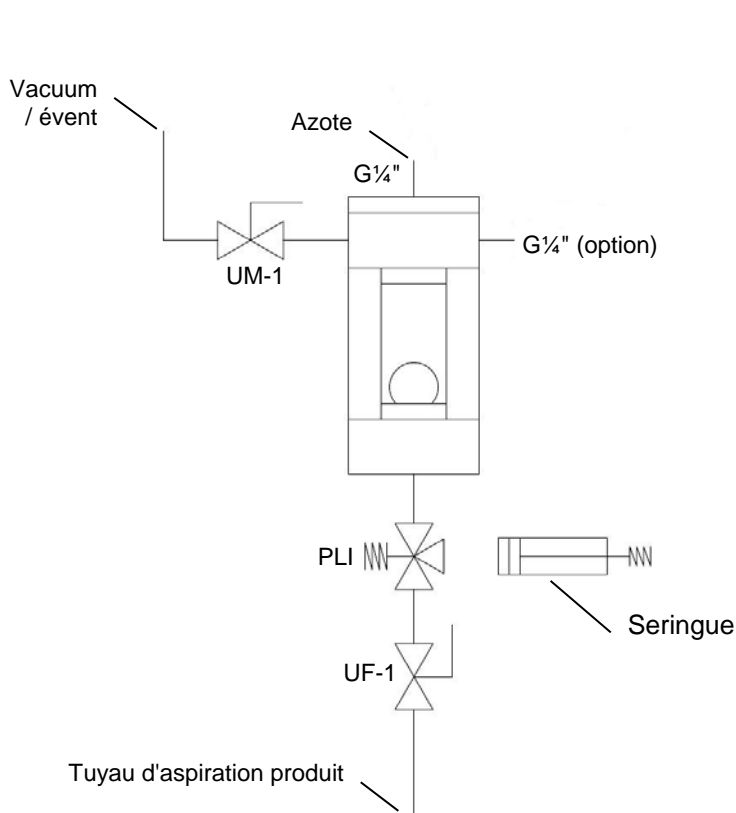 Vacuum
/ évent
Azote
G¼"
G¼" (option)
UM-1
PLI
Seringue
UF-1
Tuyau d'aspiration produit